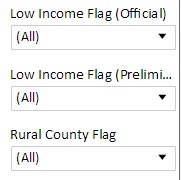 Low Income Flag (Official)
(All)
Low Income Flag (Prelimi...
(All)
Rural County Flag
(All)